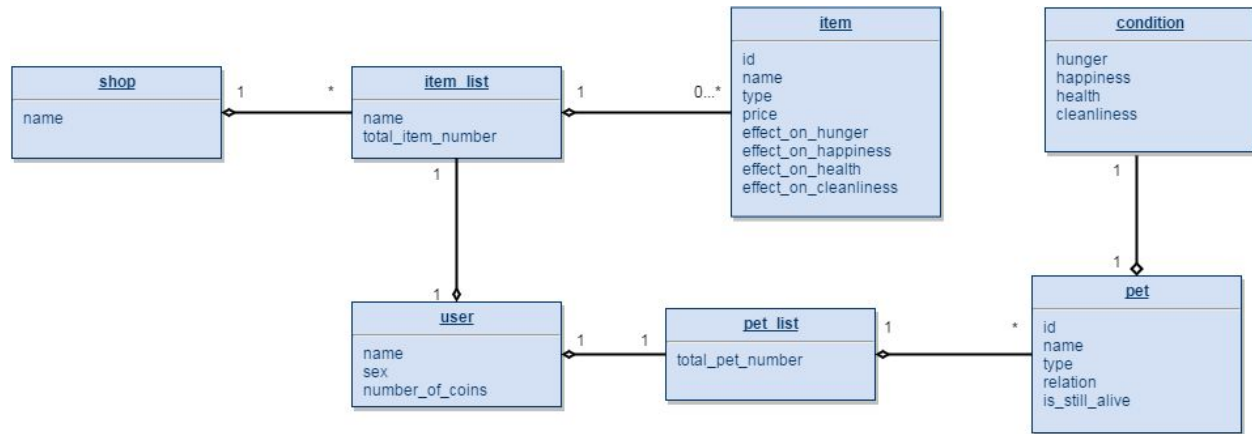 shop
name
1
*
item_list
name
total_item_number
1
0...*
item
id
name
type
price
effect_on_hunger
effect_on_happiness
effect_on_health
effect_on_cleanliness
condition
hunger
happiness
health
cleanliness
1
1
1
1
user
name
sex
number_of_coins
1
1
pet_list
total_pet_number
1
*
pet
id
name
type
relation
is_still_alive